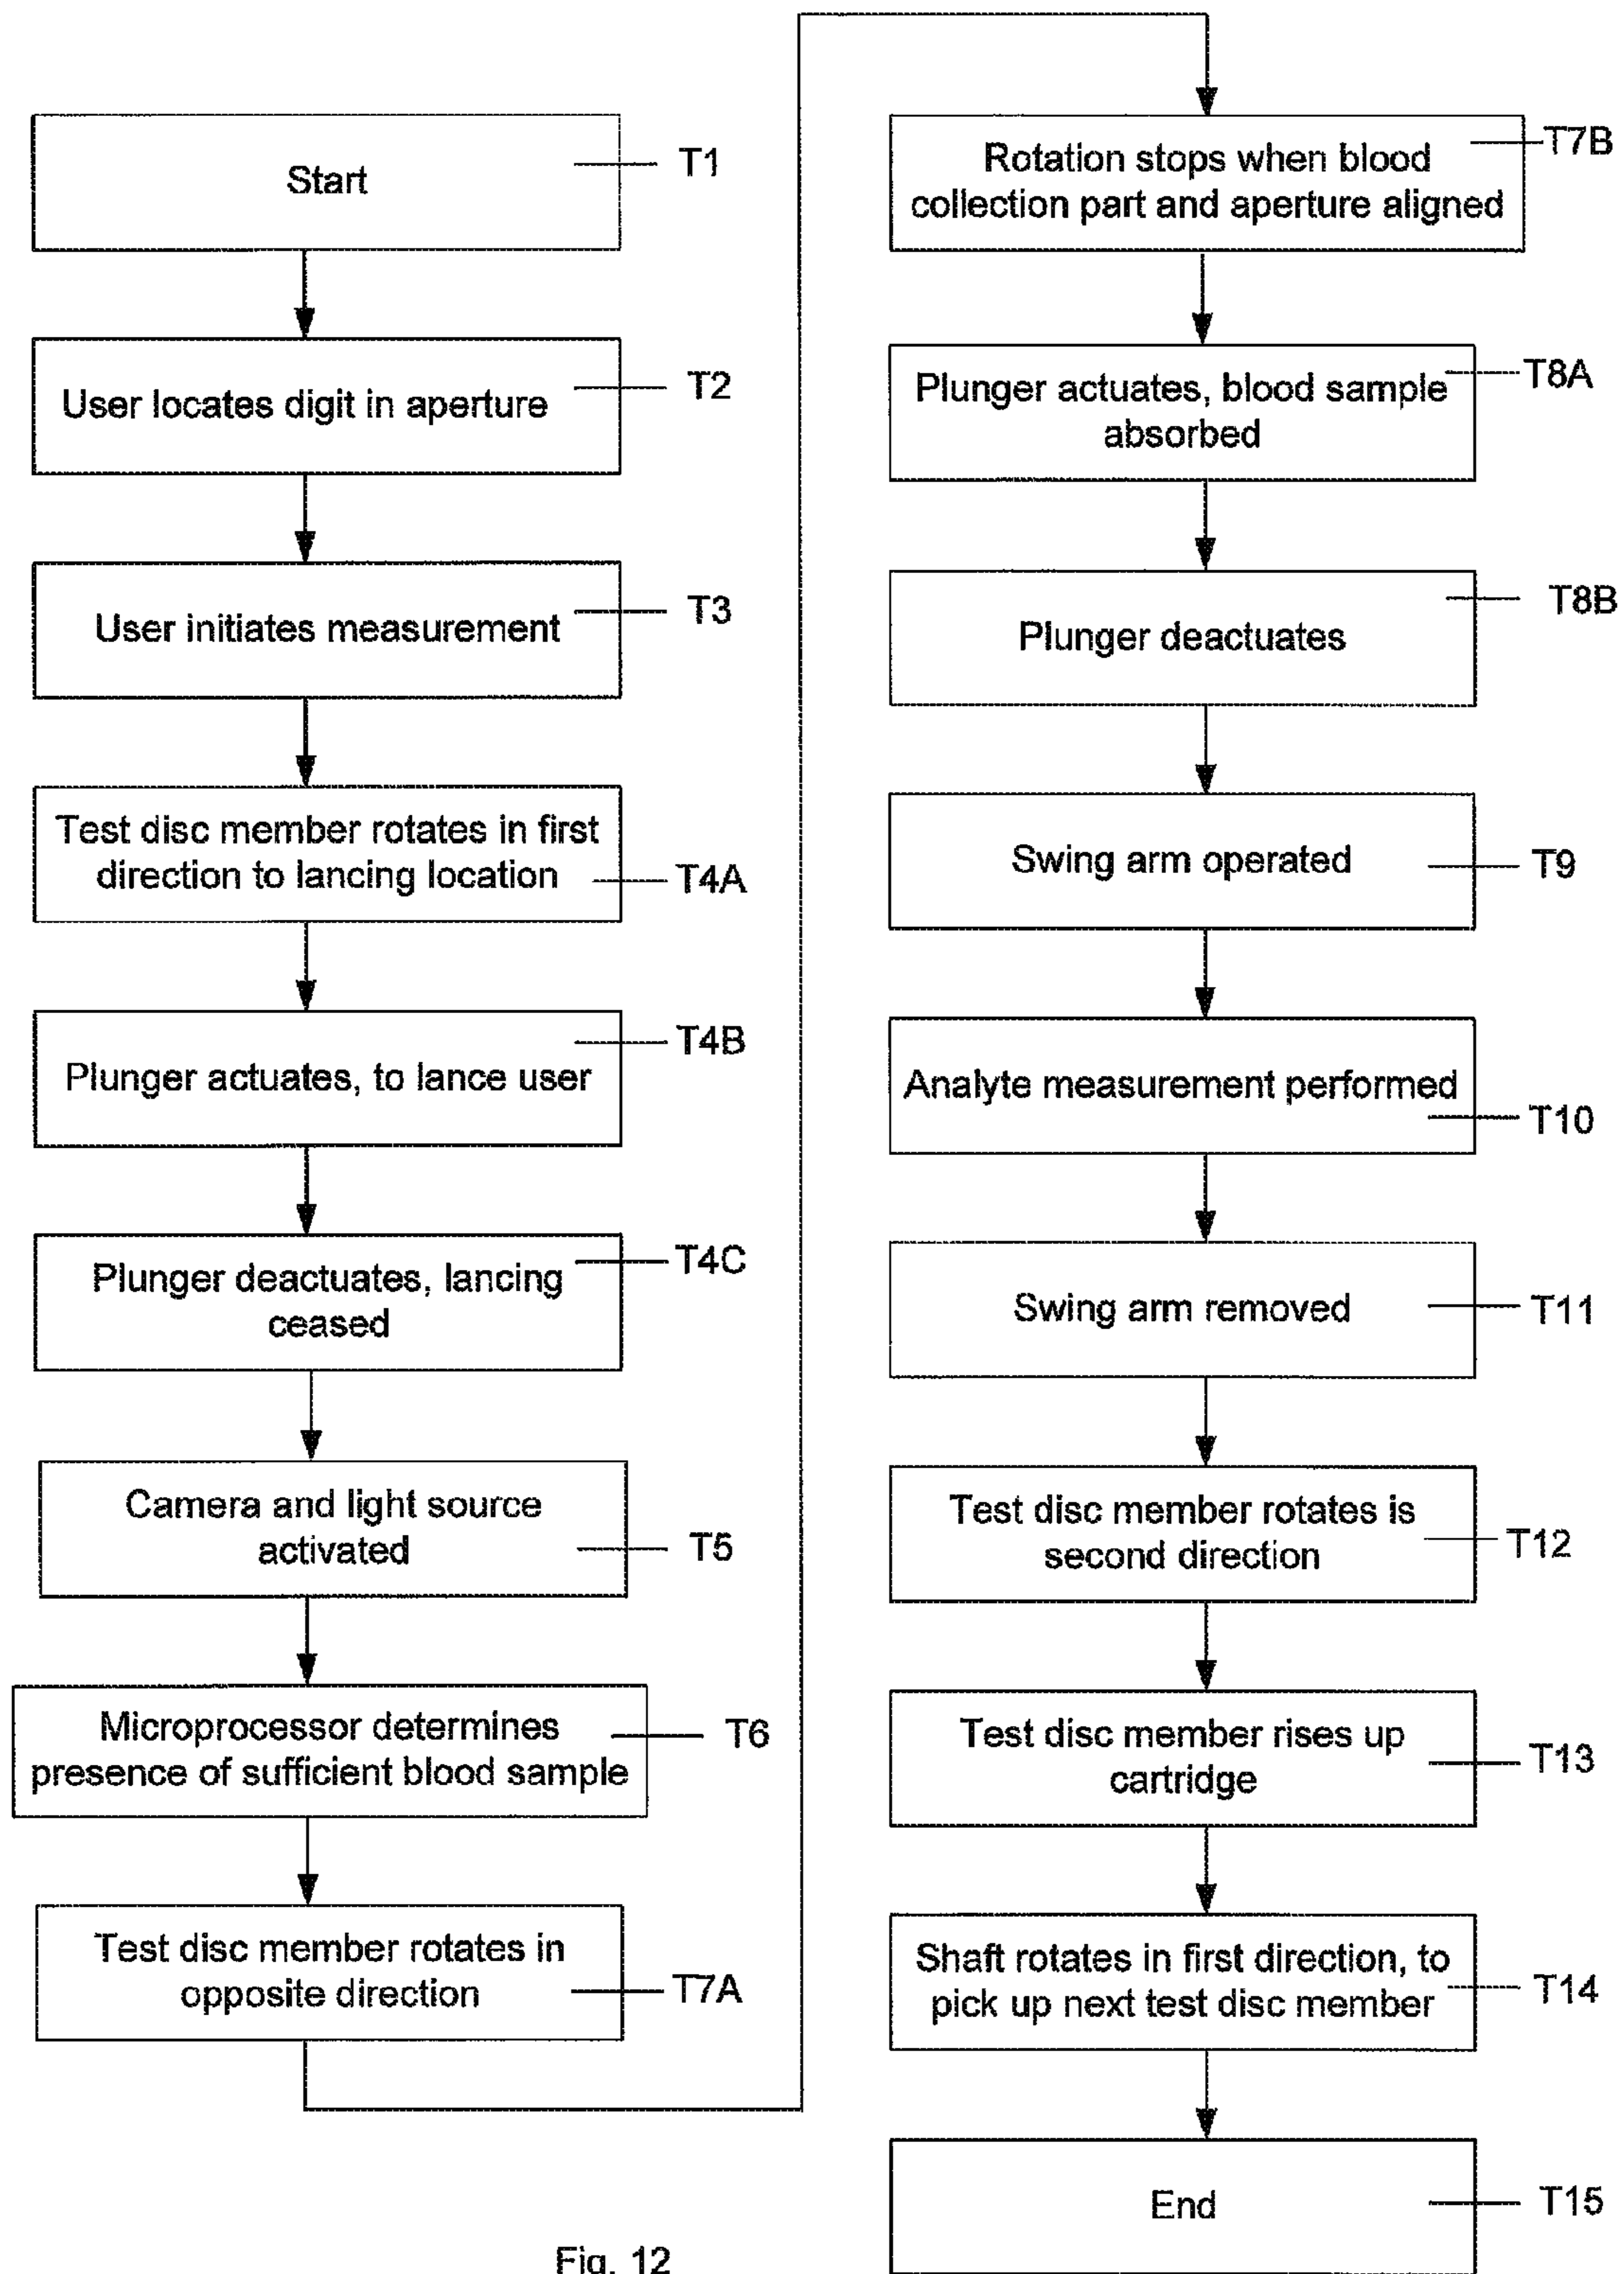 Start
T1
User locates digit in aperture
T2
User initiates measurement
T3
Test disc member rotates in first
direction to lancing location
T4A
Plunger actuates, to lance user
T4B
Plunger deactuates, lancing
ceased
T4C
Camera and light source
activated
T5
Microprocessor determines
presence of sufficient blood sample
T6
Test disc member rotates in
opposite direction
T7A
Rotation stops when blood
collection part and aperture aligned
T7B
Plunger actuates, blood sample
absorbed
T8A
Plunger deactuates
T8B
Swing arm operated
T9
Analyte measurement performed
T10
Swing arm removed
T11
Test disc member rotates is
second direction
T12
Test disc member rises up
cartridge
T13
Shaft rotates in first direction, to
pick up next test disc member
T14
End
T15
Fig. 12